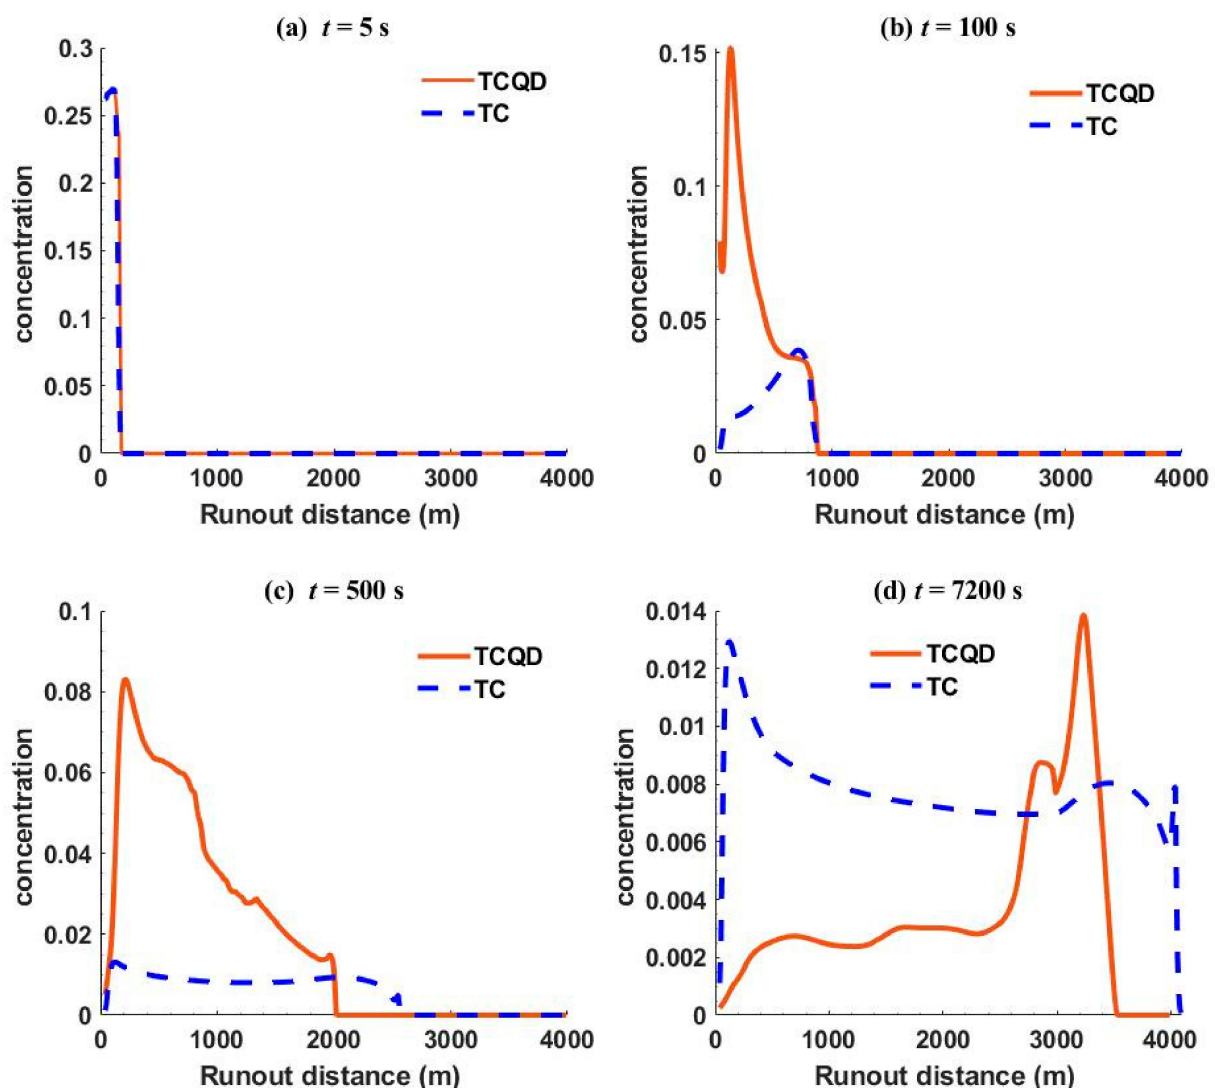 (a) t = 5 s
0.3
0.25
0.2
0.15
0.1
0.05
0
concentration
TCQD
TC
0 1000 2000 3000 4000
Runout distance (m)
(b) t = 100 s
0.15
0.1
0.05
0
concentration
TCQD
TC
0 1000 2000 3000 4000
Runout distance (m)
(c) t = 500 s
0.1
0.08
0.06
0.04
0.02
0
concentration
TCQD
TC
0 1000 2000 3000 4000
Runout distance (m)
(d) t = 7200 s
0.014
0.012
0.01
0.008
0.006
0.004
0.002
0
concentration
TCQD
TC
0 1000 2000 3000 4000
Runout distance (m)